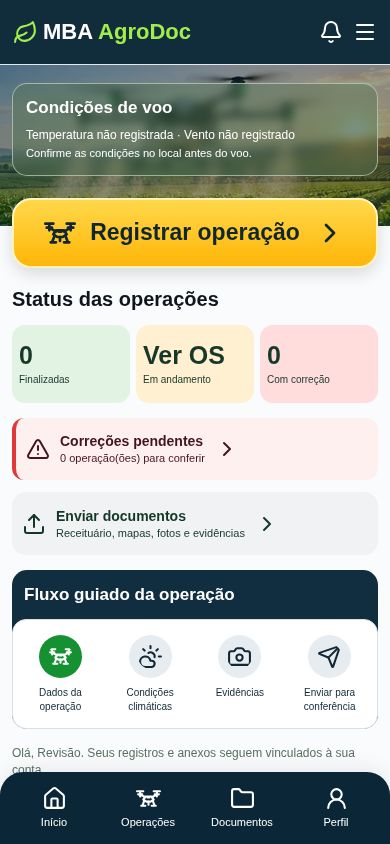 MBA AgroDoc
Condições de voo
Temperatura não registrada · Vento não registrado
Confirme as condições no local antes do voo.
Registrar operação
Status das operações
0
Finalizadas
Ver OS
Em andamento
0
Com correção
Correções pendentes
0 operação(ões) para conferir
Enviar documentos
Receituário, mapas, fotos e evidências
Fluxo guiado da operação
Dados da
operação
Condições
climáticas
Evidências
Enviar para
conferência
Olá, Revisão. Seus registros e anexos seguem vinculados à sua
conta
Início
Operações
Documentos
Perfil